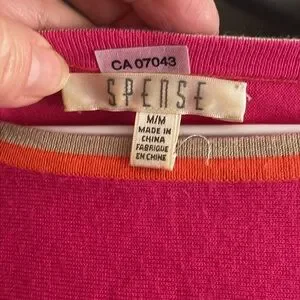 CA 07043
SPENSE
M/M
MADE IN
CHINA
FABRIQUE
EN CHINE